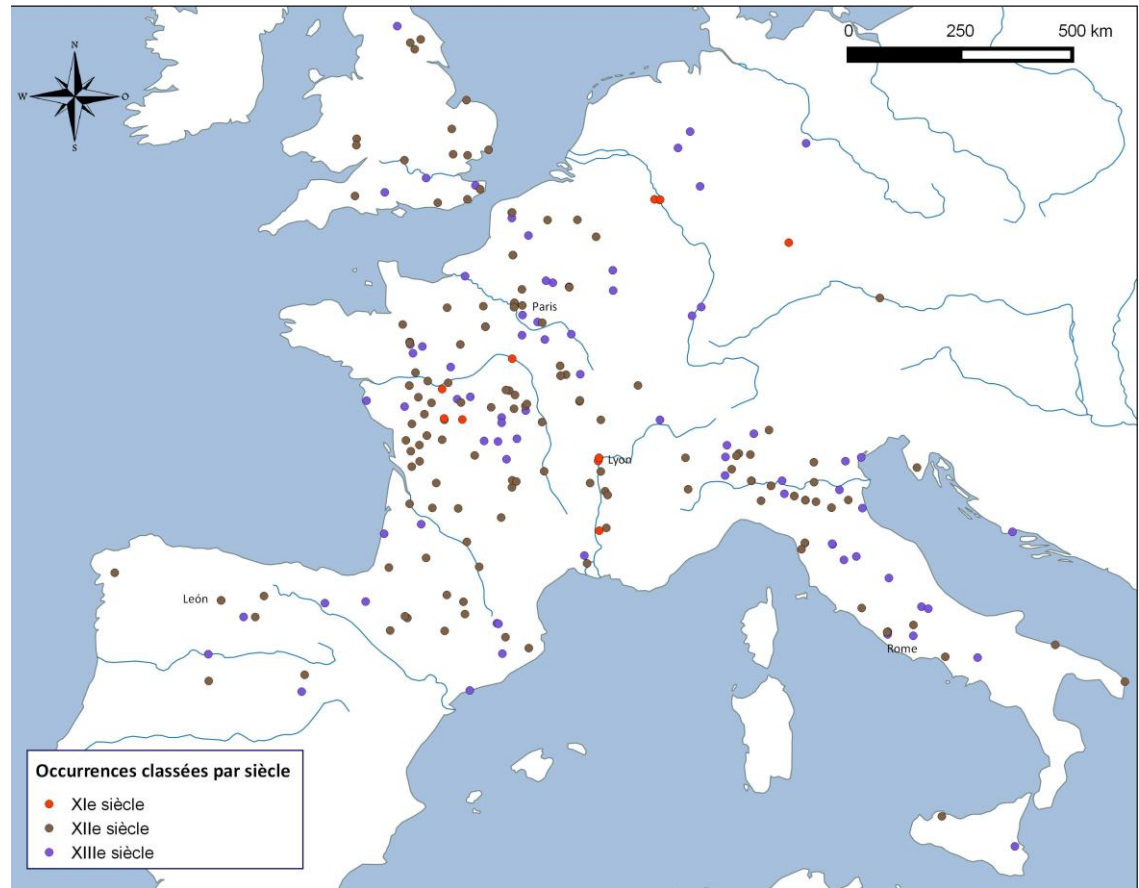 N
W
O
S
0
250
500 km
Paris
Lyon
León
Rome
Occurrences classées par siècle
XIe siècle
XIIe siècle
XIIIe siècle